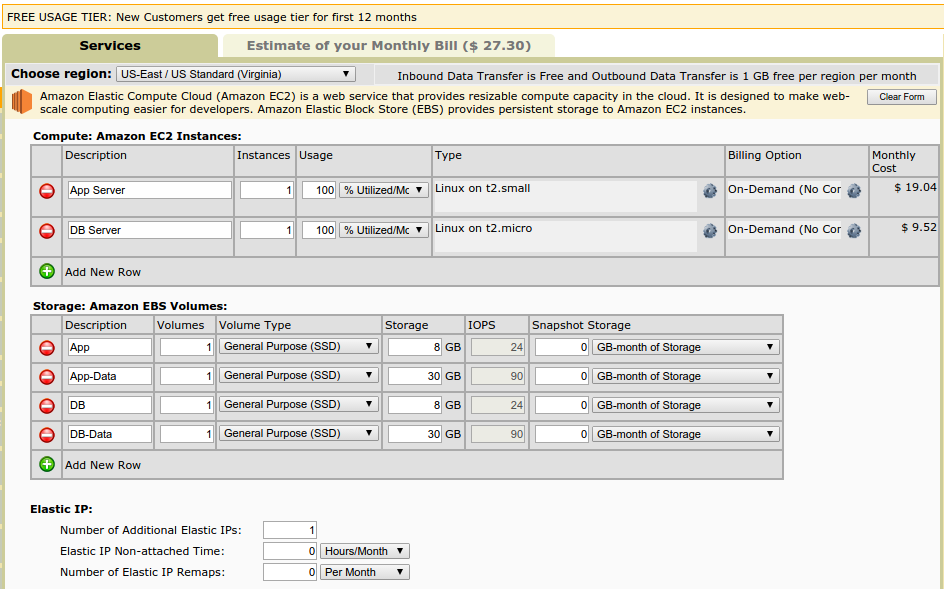 FREE USAGE TIER: New Customers get free usage tier for first 12 months
Services Estimate of your Monthly Bill ($ 27.30)
Choose region: US-East / US Standard (Virginia) Inbound Data Transfer is Free and Outbound Data Transfer is 1 GB free per region per month
Amazon Elastic Compute Cloud (Amazon EC2) is a web service that provides resizable compute capacity in the cloud. It is designed to make web-
scale computing easier for developers. Amazon Elastic Block Store (EBS) provides persistent storage to Amazon EC2 instances.
Clear Form
Compute: Amazon EC2 Instances:
Description Instances Usage Type Billing Option Monthly
Cost
App Server 1 100 % Utilized/Mc Linux on t2.small On-Demand (No Cor $ 19.04
DB Server 1 100 % Utilized/Mc Linux on t2.micro On-Demand (No Cor $ 9.52
Add New Row
Storage: Amazon EBS Volumes:
Description Volumes Volume Type Storage IOPS Snapshot Storage
App 1 General Purpose (SSD) 8 GB 24 0 GB-month of Storage
App-Data 1 General Purpose (SSD) 30 GB 90 0 GB-month of Storage
DB 1 General Purpose (SSD) 8 GB 24 0 GB-month of Storage
DB-Data 1 General Purpose (SSD) 30 GB 90 0 GB-month of Storage
Add New Row
Elastic IP:
Number of Additional Elastic IPs: 1
Elastic IP Non-attached Time: 0 Hours/Month
Number of Elastic IP Remaps: 0 Per Month